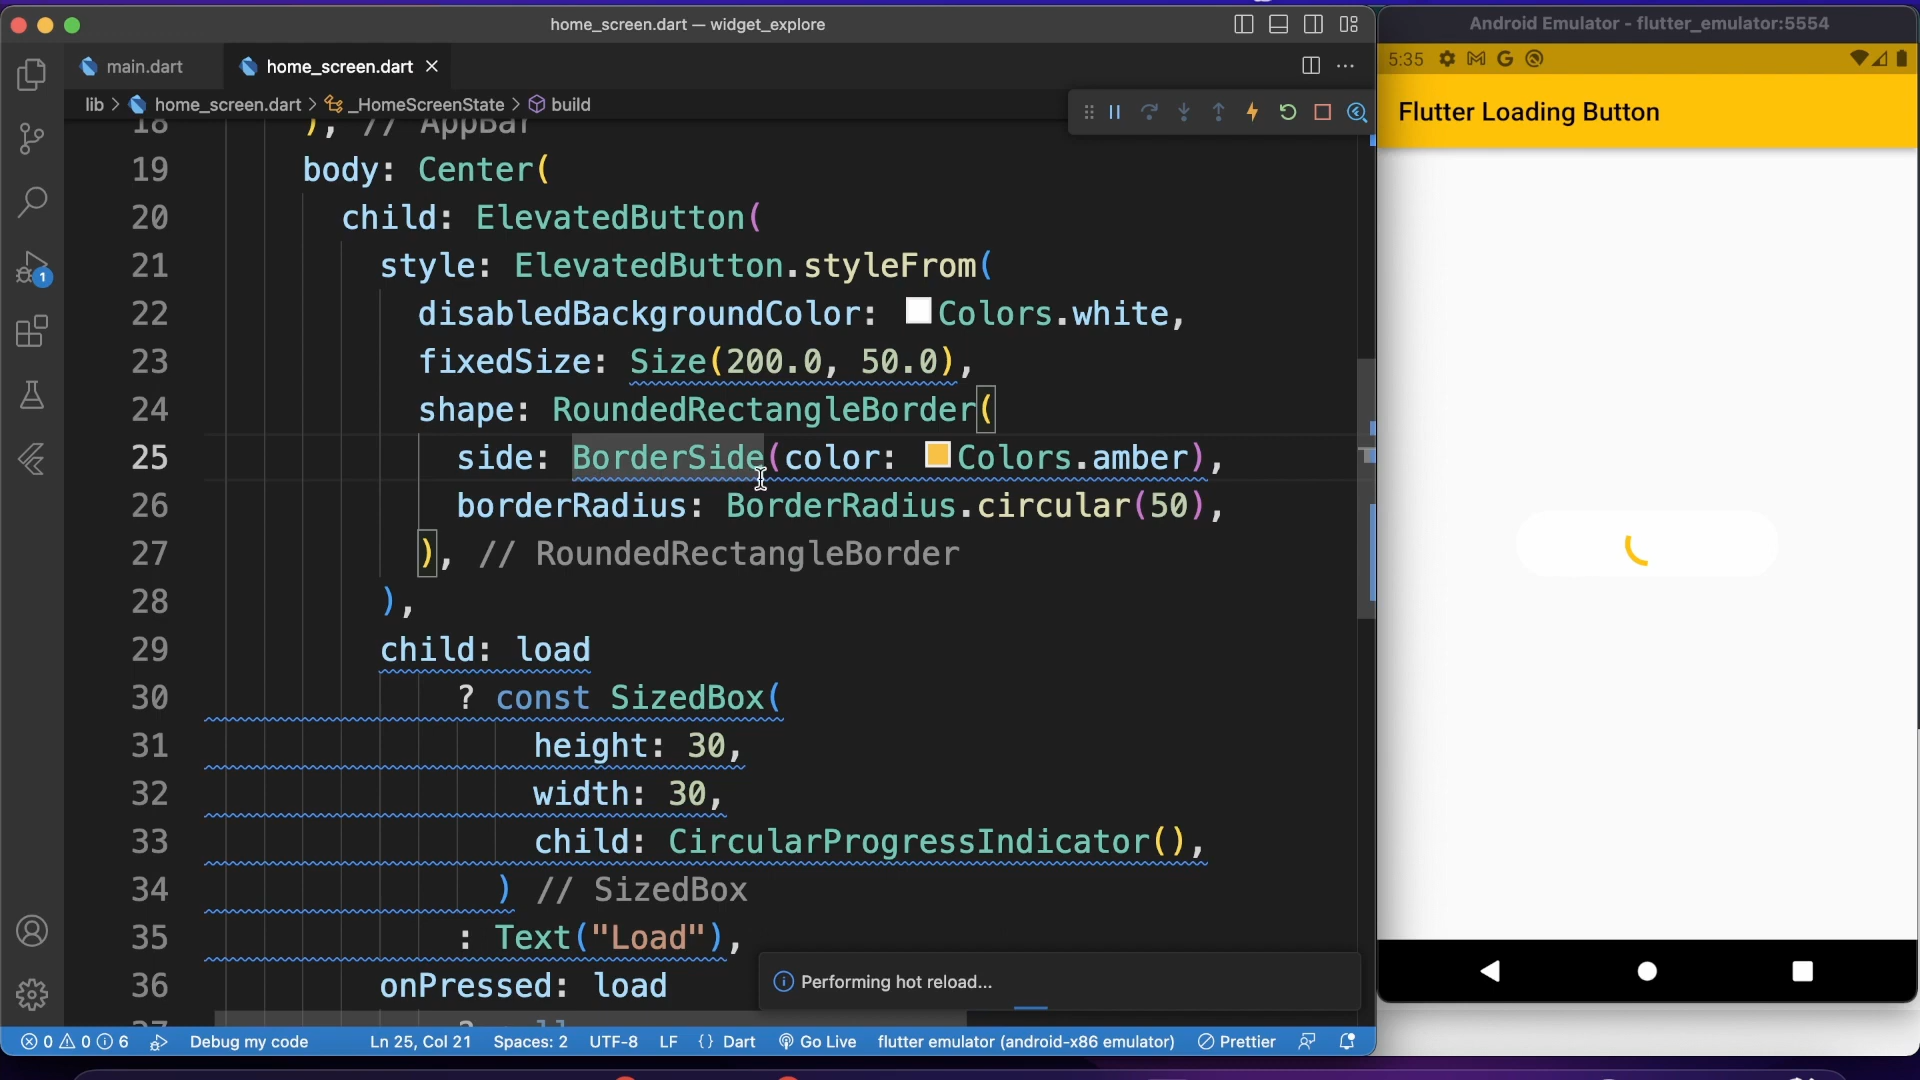 home_screen.dart — widget_explore
main.dart
home_screen.dart
lib > home_screen.dart > _HomeScreenState > build
18 ), // AppBar
19 body: Center(
20 child: ElevatedButton(
21 style: ElevatedButton.styleFrom(
22 disabledBackgroundColor: Colors.white,
23 fixedSize: Size(200.0, 50.0),
24 shape: RoundedRectangleBorder(
25 side: BorderSide(color: Colors.amber),
26 borderRadius: BorderRadius.circular(50),
27 ), // RoundedRectangleBorder
28 ),
29 child: load
30 ? const SizedBox(
31 height: 30,
32 width: 30,
33 child: CircularProgressIndicator(),
34 ) // SizedBox
35 : Text("Load"),
36 onPressed: load
1
Performing hot reload...
0 0 6 Debug my code Ln 25, Col 21 Spaces: 2 UTF-8 LF {} Dart Go Live flutter emulator (android-x86 emulator) Prettier
Android Emulator - flutter_emulator:5554
5:35
Flutter Loading Button